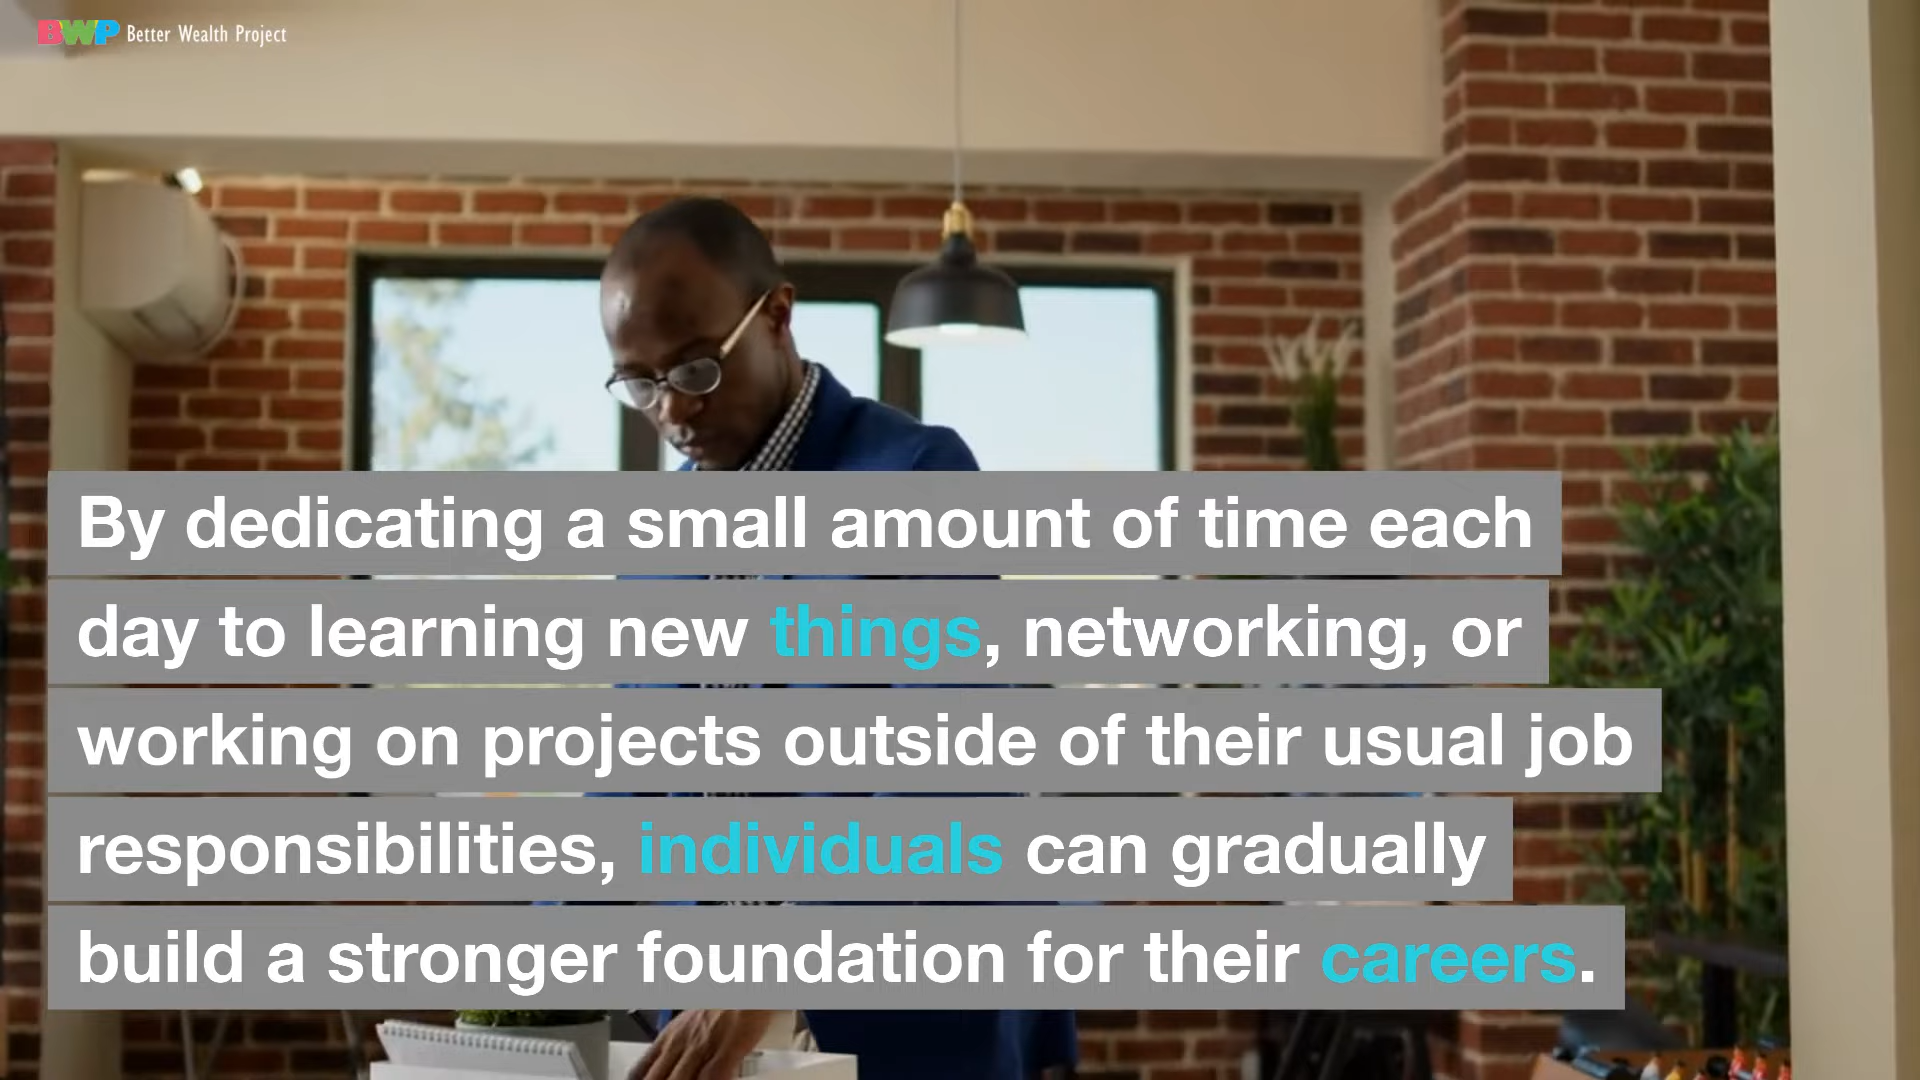 BWP Better Wealth Project
By dedicating a small amount of time each
day to learning new things, networking, or
working on projects outside of their usual job
responsibilities, individuals can gradually
build a stronger foundation for their careers.